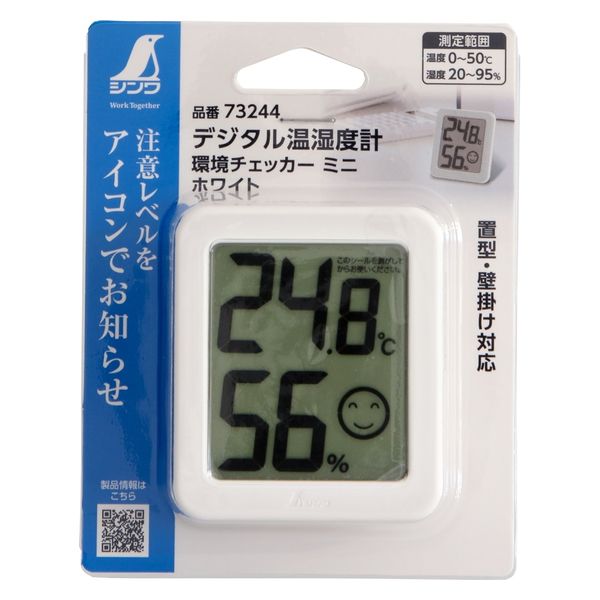 シンワ
Work Together
注意レベルを
アイコンでお知らせ
製品情報は
こちら
品番 73244
デジタル温湿度計
環境チェッカー ミニ
ホワイト
測定範囲
温度 0～50℃
湿度 20～95%
24.8℃
56%
置型・壁掛け対応
このシールを剥がして
からお使いください。
24.8℃
56%
シンワ